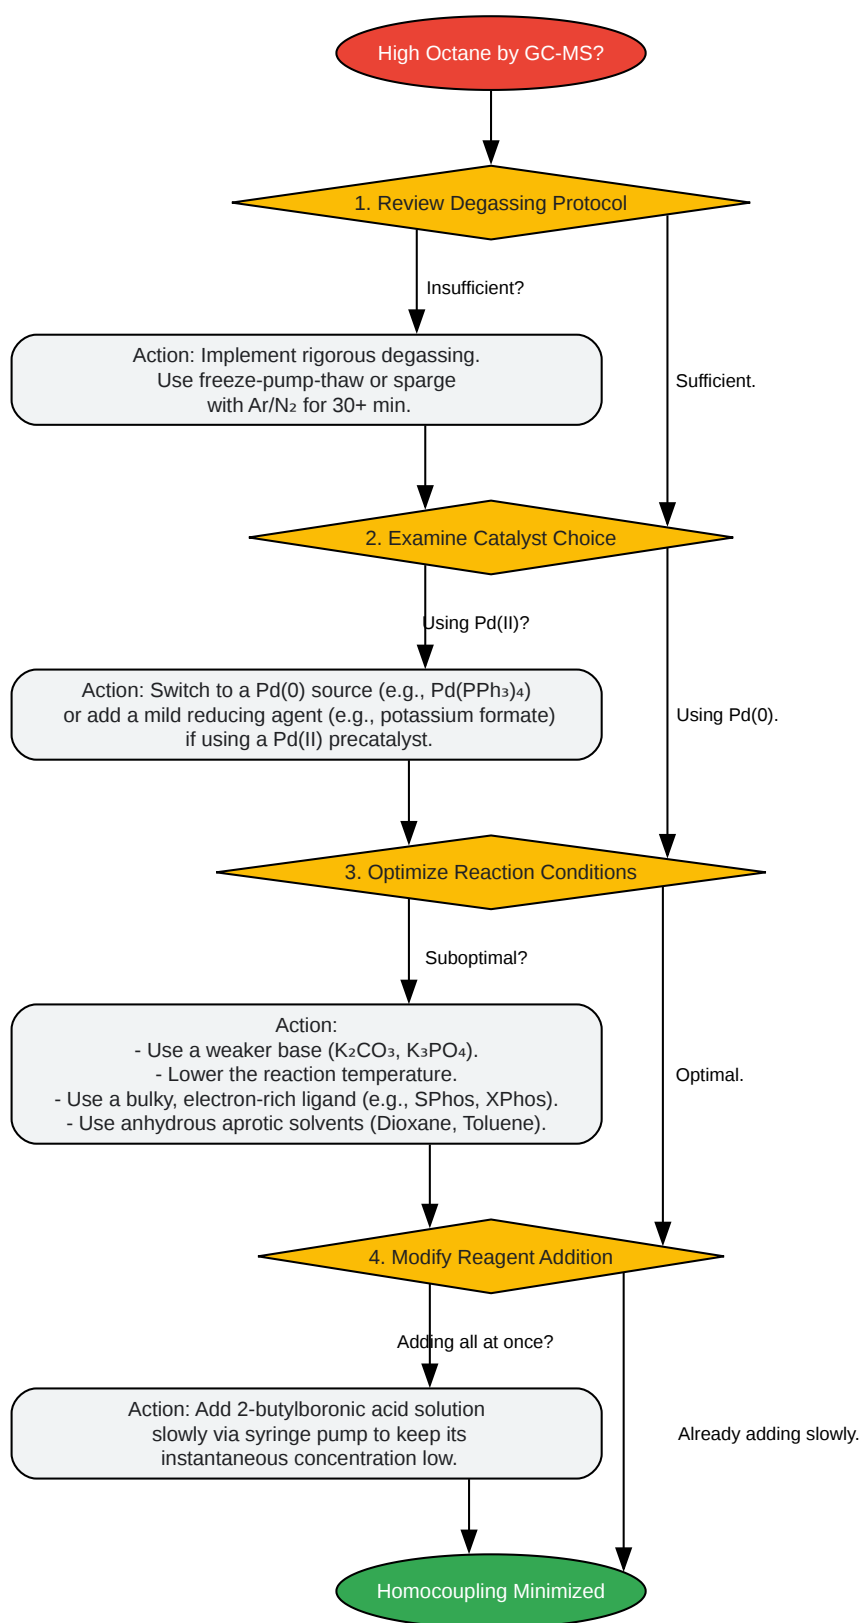 High Octane by GC-MS?
1. Review Degassing Protocol
Insufficient?
Action: Implement rigorous degassing.
Use freeze-pump-thaw or sparge
with Ar/N₂ for 30+ min.
Sufficient.
2. Examine Catalyst Choice
Using Pd(II)?
Action: Switch to a Pd(0) source (e.g., Pd(PPh₃)₄)
or add a mild reducing agent (e.g., potassium formate)
if using a Pd(II) precatalyst.
Using Pd(0).
3. Optimize Reaction Conditions
Suboptimal?
Action:
- Use a weaker base (K₂CO₃, K₃PO₄).
- Lower the reaction temperature.
- Use a bulky, electron-rich ligand (e.g., SPhos, XPhos).
- Use anhydrous aprotic solvents (Dioxane, Toluene).
Optimal.
4. Modify Reagent Addition
Adding all at once?
Action: Add 2-butylboronic acid solution
slowly via syringe pump to keep its
instantaneous concentration low.
Already adding slowly.
Homocoupling Minimized